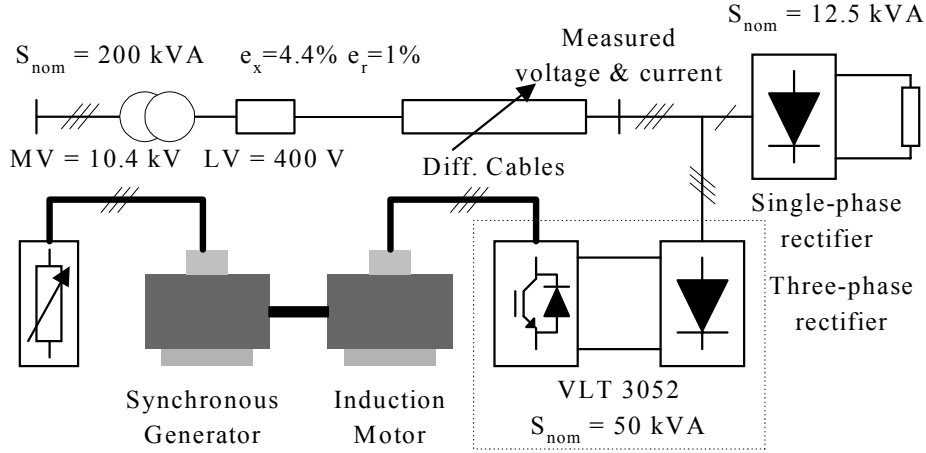 S_nom = 200 kVA
e_x=4.4% e_r=1%
Measured
voltage & current
S_nom = 12.5 kVA
MV = 10.4 kV
LV = 400 V
Diff. Cables
Single-phase
rectifier
Three-phase
rectifier
Synchronous
Generator
Induction
Motor
VLT 3052
S_nom = 50 kVA